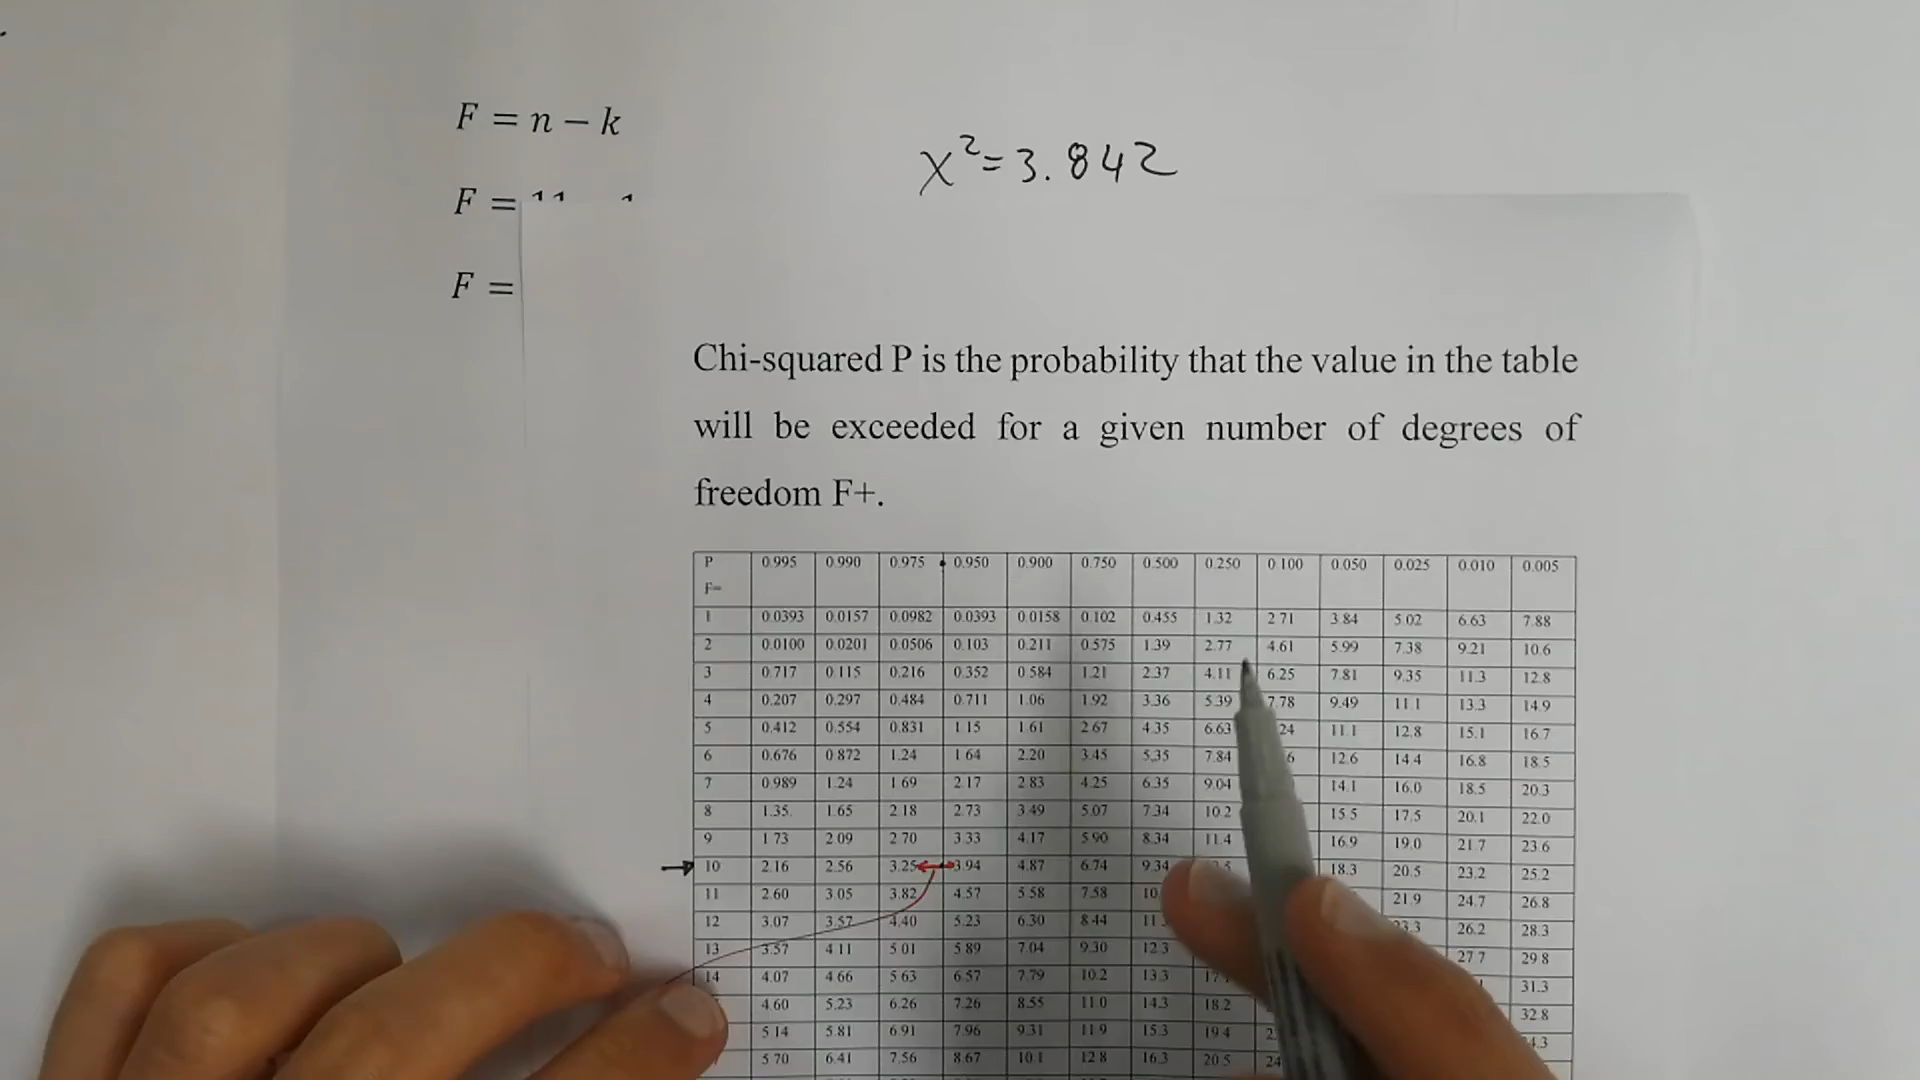 F = n − k
χ²=3.842
F =
F =
Chi-squared P is the probability that the value in the table
will be exceeded for a given number of degrees of
freedom F+.
P 0.995 0.990 0.975 0.950 0.900 0.750 0.500 0.250 0.100 0.050 0.025 0.010 0.005
F=
1 0.0393 0.0157 0.0982 0.0393 0.0158 0.102 0.455 1.32 2.71 3.84 5.02 6.63 7.88
2 0.0100 0.0201 0.0506 0.103 0.211 0.575 1.39 2.77 4.61 5.99 7.38 9.21 10.6
3 0.717 0.115 0.216 0.352 0.584 1.21 2.37 4.11 6.25 7.81 9.35 11.3 12.8
4 0.207 0.297 0.484 0.711 1.06 1.92 3.36 5.39 7.78 9.49 11.1 13.3 14.9
5 0.412 0.554 0.831 1.15 1.61 2.67 4.35 6.63 11.1 12.8 15.1 16.7
6 0.676 0.872 1.24 1.64 2.20 3.45 5.35 7.84 12.6 14.4 16.8 18.5
7 0.989 1.24 1.69 2.17 2.83 4.25 6.35 9.04 14.1 16.0 18.5 20.3
8 1.35. 1.65 2.18 2.73 3.49 5.07 7.34 10.2 15.5 17.5 20.1 22.0
9 1.73 2.09 2.70 3.33 4.17 5.90 8.34 11.4 16.9 19.0 21.7 23.6
10 2.16 2.56 3.25 3.94 4.87 6.74 9.34 18.3 20.5 23.2 25.2
11 2.60 3.05 3.82 4.57 5.58 7.58 21.9 24.7 26.8
12 3.07 3.57 4.40 5.23 6.30 8.44 26.2 28.3
13 3.57 4.11 5.01 5.89 7.04 9.30 12.3 27.7 29.8
14 4.07 4.66 5.63 6.57 7.79 10.2 13.3 31.3
4.60 5.23 6.26 7.26 8.55 11.0 14.3 18.2 32.8
5.14 5.81 6.91 7.96 9.31 11.9 15.3 19.4
5.70 6.41 7.56 8.67 10.1 12.8 16.3 20.5